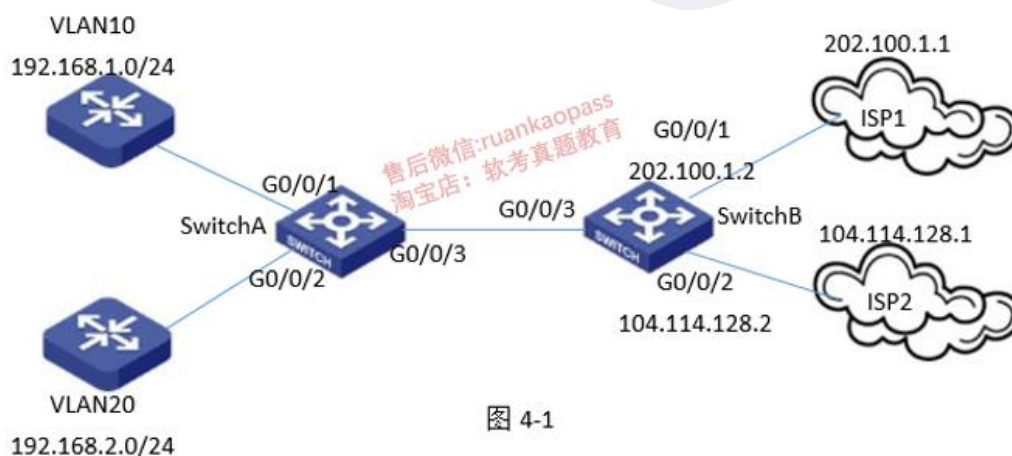 VLAN10
192.168.1.0/24
G0/0/1
SwitchA
SWITCH
G0/0/2
G0/0/3
VLAN20
192.168.2.0/24
售后微信:ruankaopass
淘宝店：软考真题教育
G0/0/3
G0/0/1
202.100.1.2
SWITCH
SwitchB
G0/0/2
104.114.128.2
202.100.1.1
ISP1
104.114.128.1
ISP2
图 4-1